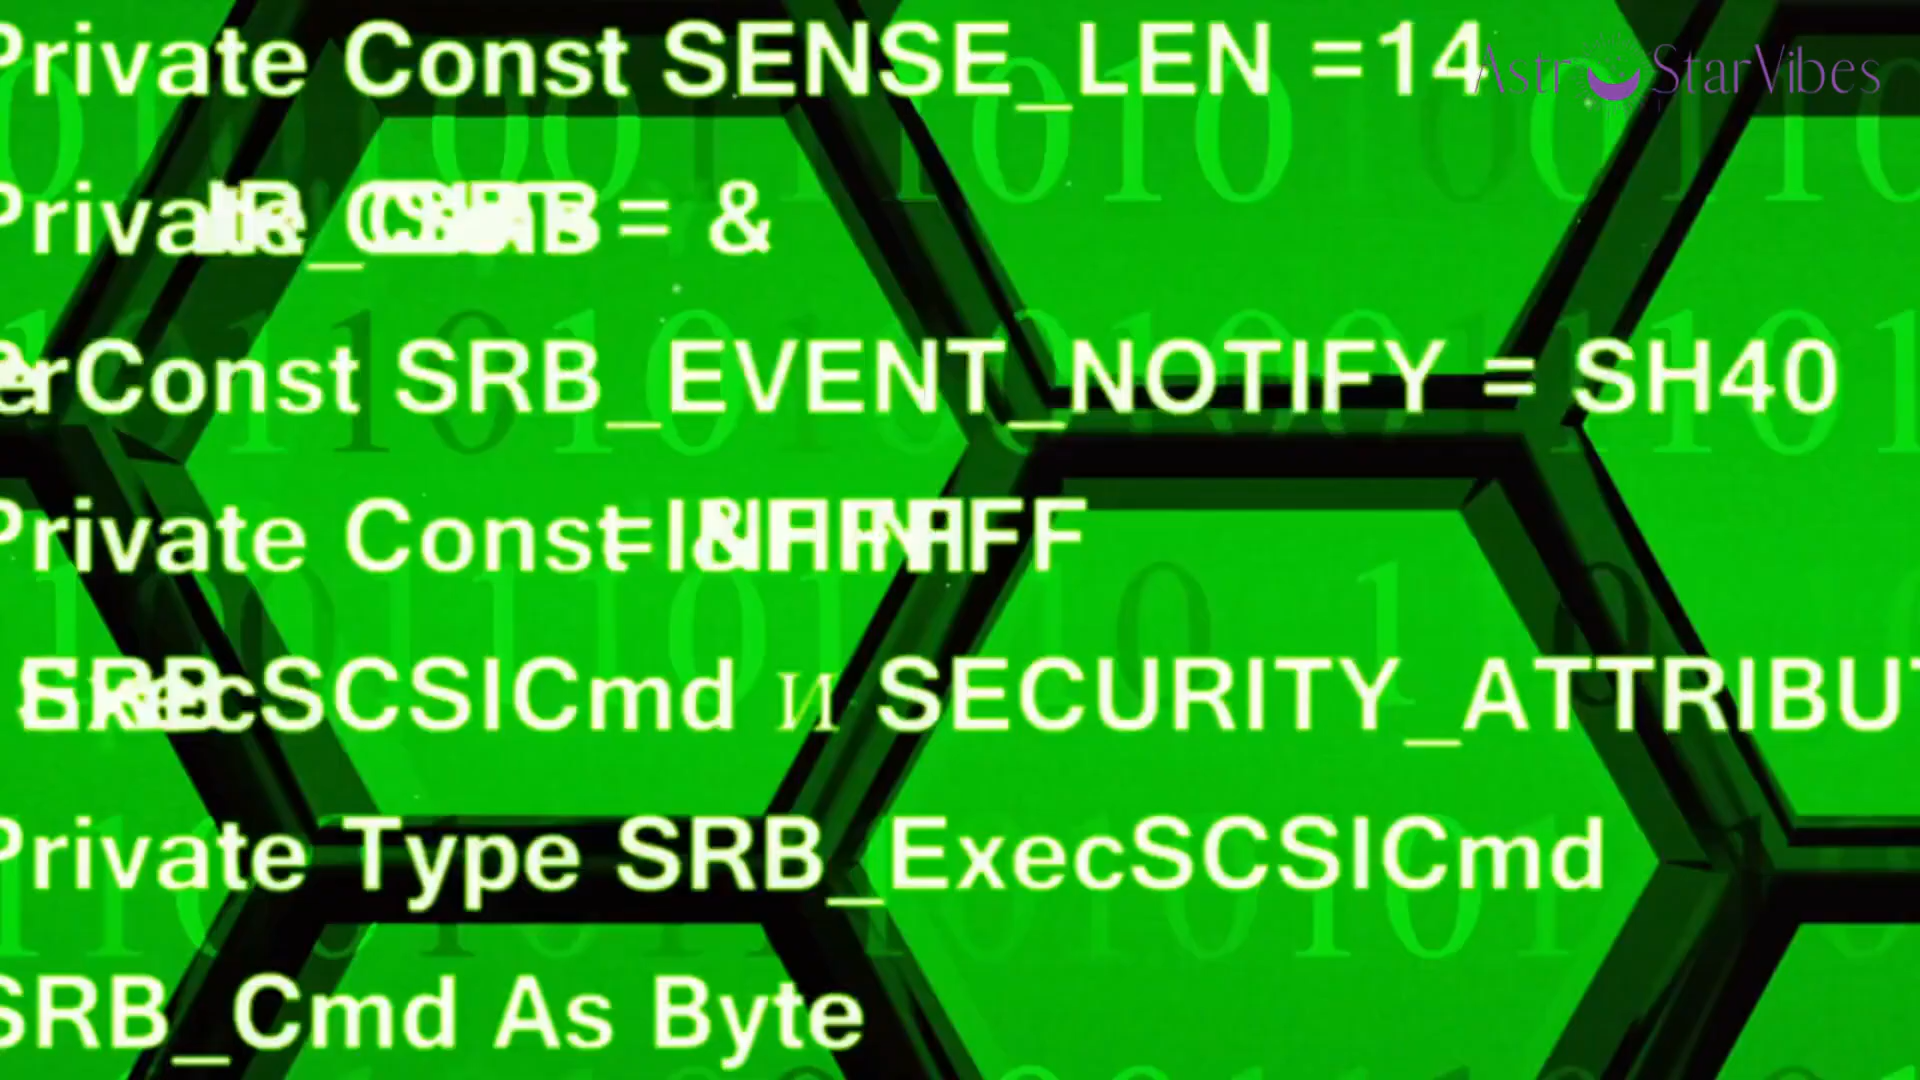 Private Const SENSE_LEN =14
AstroStarVibes
= &
Const SRB_EVENT_NOTIFY = SH40
Private Const
SCSICmd и SECURITY_ATTRIBUT
Private Type SRB_ExecSCSICmd
SRB_Cmd As Byte